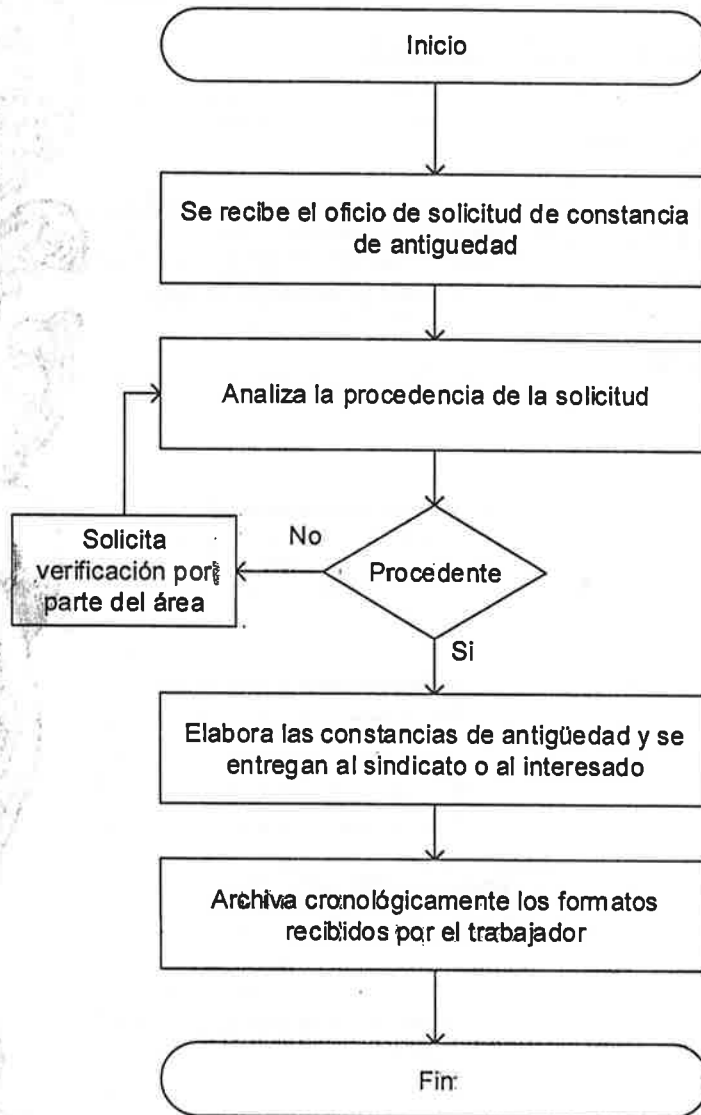 Inicio
Se recibe el oficio de solicitud de constancia
de antiguedad
Analiza la procedencia de la solicitud
Solicita
verificación por
parte del área
No
Procedente
Si
Elabora las constancias de antigüedad y se
entregan al sindicato o al interesado
Archiva cronológicamente los formatos
recibidos por el trabajador
Fin